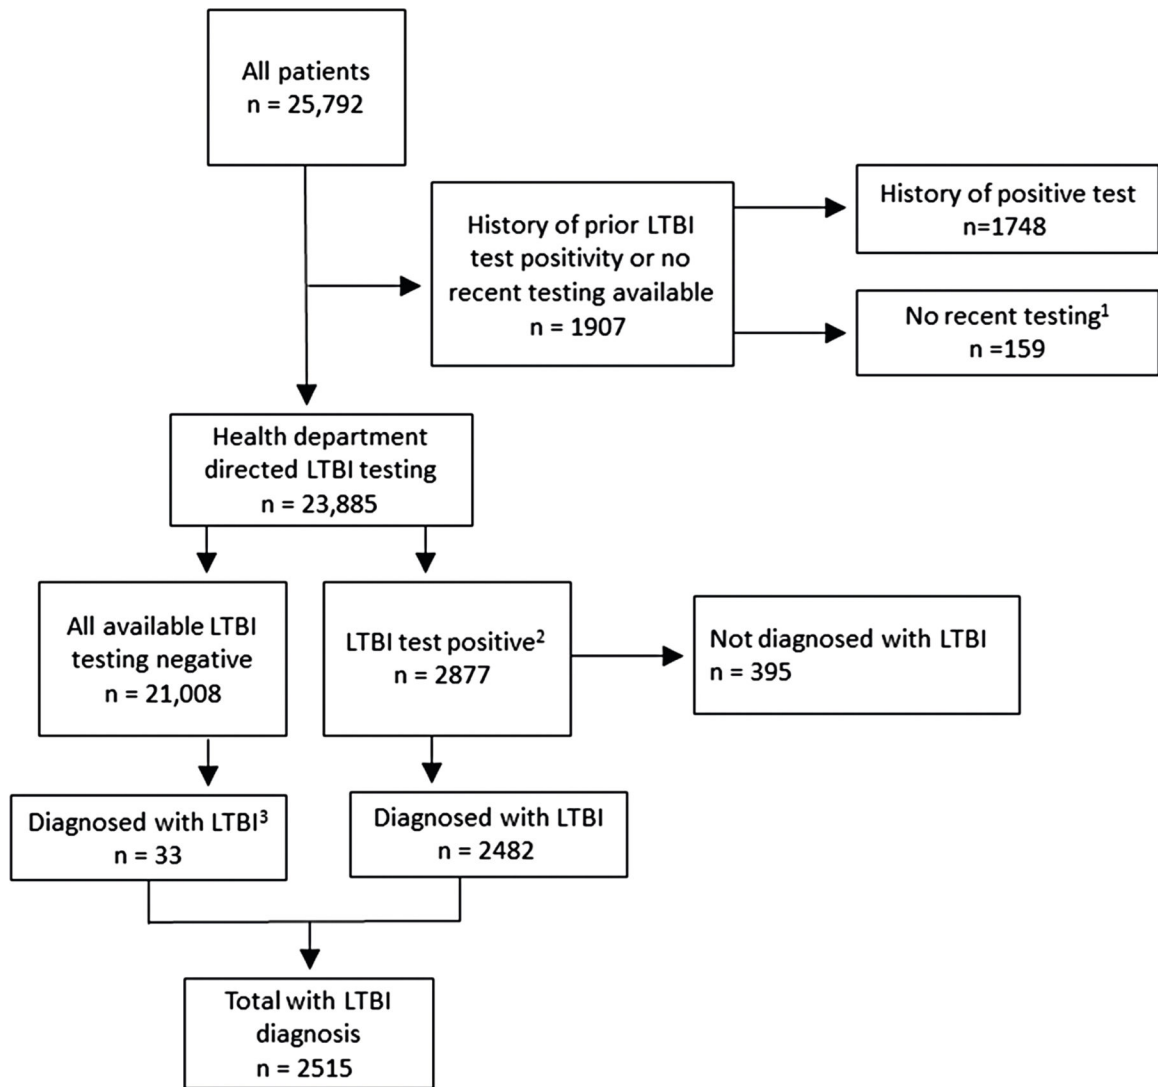 All patients
n = 25,792
History of prior LTBI
test positivity or no
recent testing available
n = 1907
History of positive test
n=1748
No recent testing¹
n =159
Health department
directed LTBI testing
n = 23,885
All available LTBI
testing negative
n = 21,008
LTBI test positive²
n = 2877
Not diagnosed with LTBI
n = 395
Diagnosed with LTBI³
n = 33
Diagnosed with LTBI
n = 2482
Total with LTBI
diagnosis
n = 2515